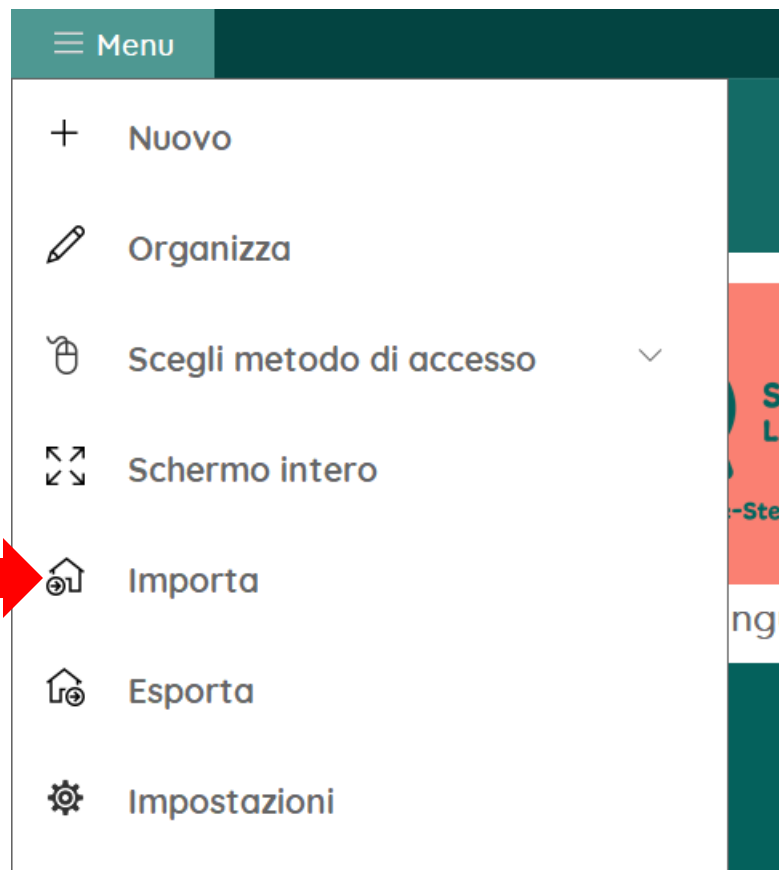 Menu
Nuovo
Organizza
Scegli metodo di accesso
Schermo intero
Importa
Esporta
Impostazioni